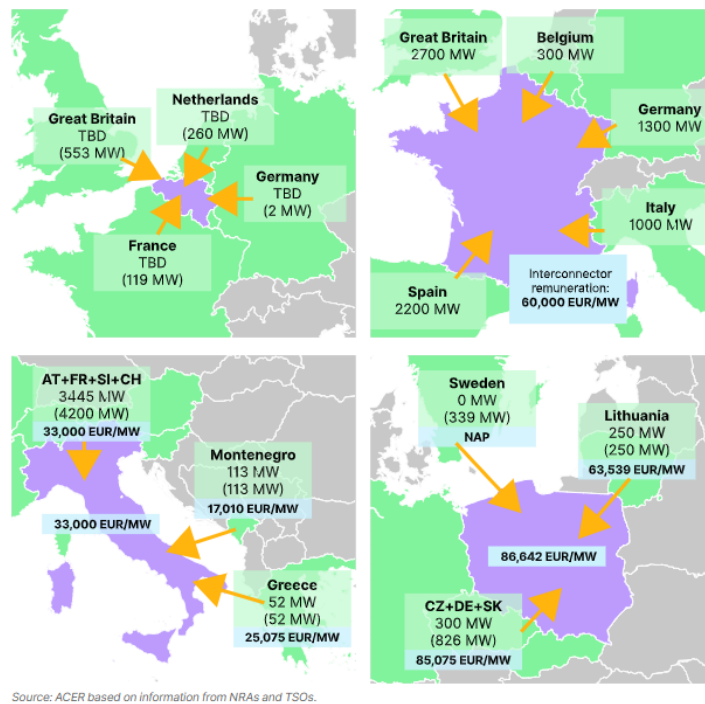 Great Britain
TBD
(553 MW)
Netherlands
TBD
(260 MW)
Germany
TBD
(2 MW)
France
TBD
(119 MW)
Great Britain
2700 MW
Belgium
300 MW
Germany
1300 MW
Italy
1000 MW
Spain
2200 MW
Interconnector
remuneration:
60,000 EUR/MW
AT+FR+SI+CH
3445 MW
(4200 MW)
33,000 EUR/MW
Montenegro
113 MW
(113 MW)
17,010 EUR/MW
33,000 EUR/MW
Greece
52 MW
(52 MW)
25,075 EUR/MW
Sweden
0 MW
(339 MW)
NAP
Lithuania
250 MW
(250 MW)
63,539 EUR/MW
86,642 EUR/MW
CZ+DE+SK
300 MW
(826 MW)
85,075 EUR/MW
Source: ACER based on information from NRAs and TSOs.